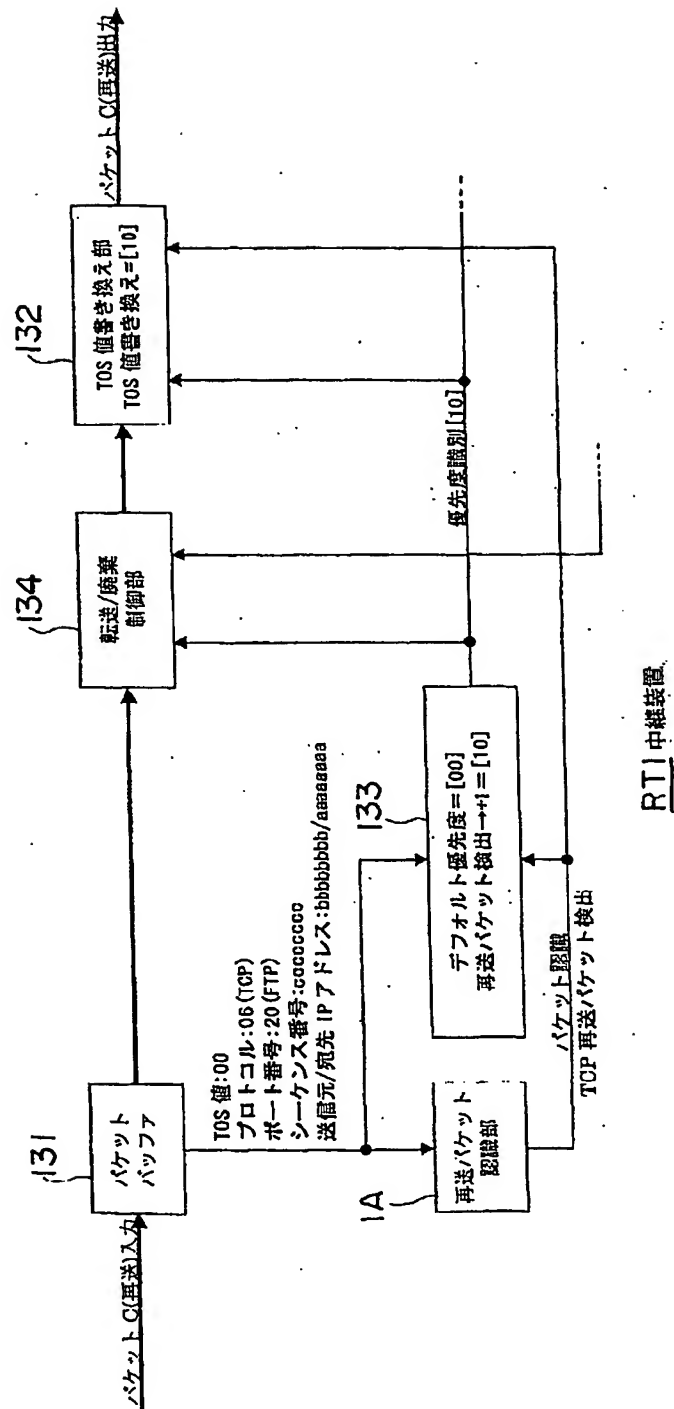 パケット C(再送)入力
131
パケット
バッファ
TOS 値:00
プロトコル:06(TCP)
ポート番号:20(FTP)
シーケンス番号:cccccccc
送信元/宛先 IPアドレス:bbbbbbbb/aaaaaaaa
1A
再送パケット
認識部
133
デフォルト優先度=[00]
再送パケット検出→+1=[10]
パケット認識
TCP 再送パケット検出
134
転送/廃棄
制御部
優先度識別[10]
132
TOS 値書き換え部
TOS 値書き換え=[10]
パケット C(再送)出力
RT1 中継装置